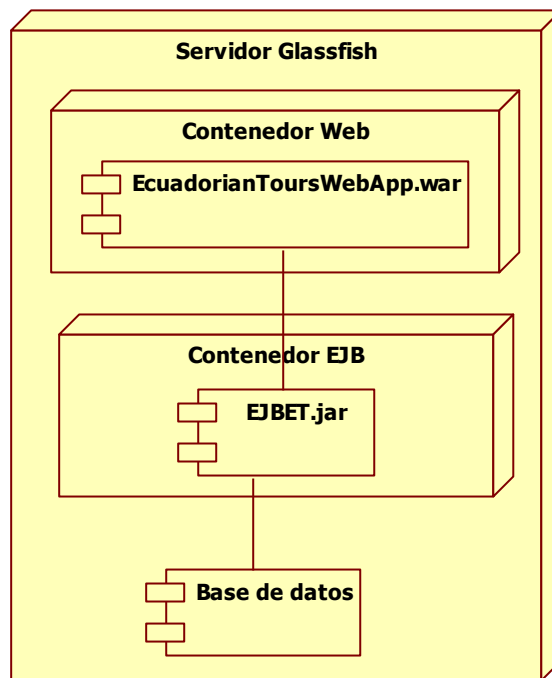 Servidor Glassfish
Contenedor Web
EcuadorianToursWebApp.war
Contenedor EJB
EJBET.jar
Base de datos